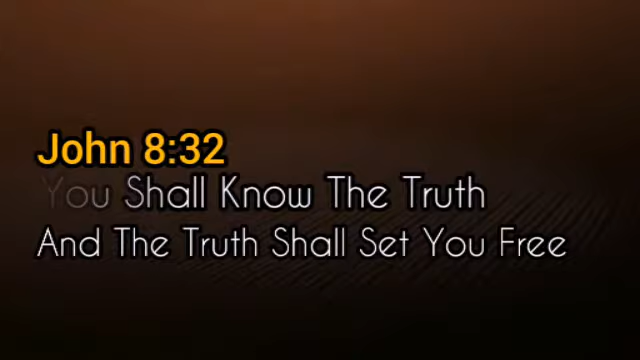 John 8:32
You Shall Know The Truth
And The Truth Shall Set You Free